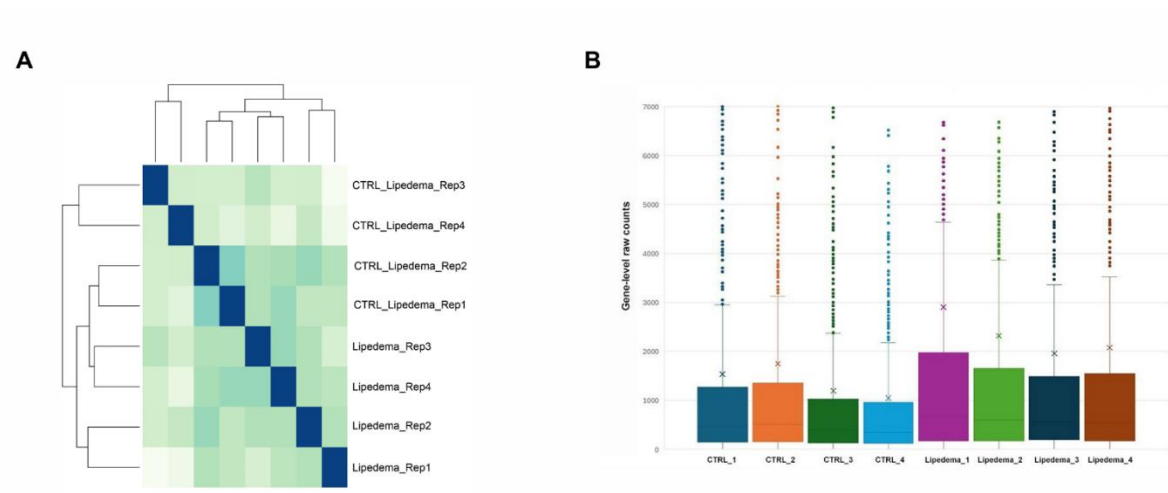 A
B
CTRL_Lipedema_Rep3
CTRL_Lipedema_Rep4
CTRL_Lipedema_Rep2
CTRL_Lipedema_Rep1
Lipedema_Rep3
Lipedema_Rep4
Lipedema_Rep2
Lipedema_Rep1
Gene-level raw counts
7000
6000
5000
4000
3000
2000
1000
0
CTRL_1 CTRL_2 CTRL_3 CTRL_4 Lipedema_1 Lipedema_2 Lipedema_3 Lipedema_4